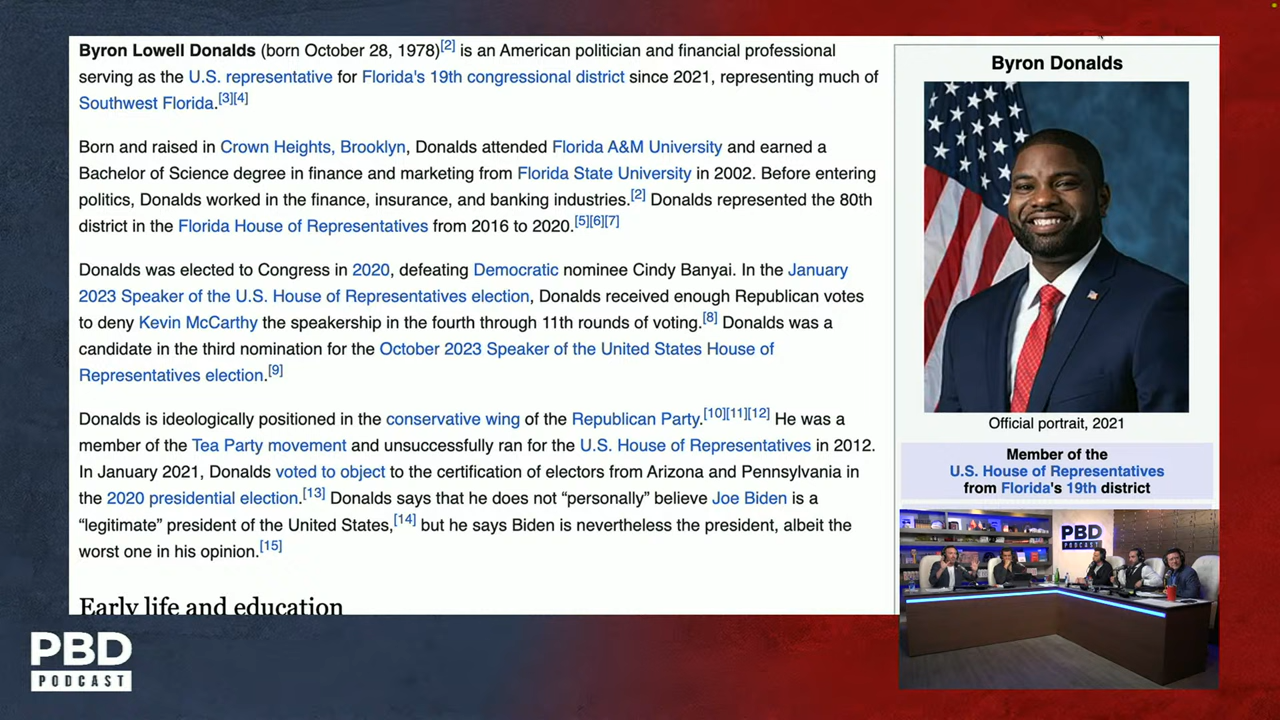 Byron Lowell Donalds (born October 28, 1978)[2] is an American politician and financial professional
serving as the U.S. representative for Florida's 19th congressional district since 2021, representing much of
Southwest Florida.[3][4]
Born and raised in Crown Heights, Brooklyn, Donalds attended Florida A&M University and earned a
Bachelor of Science degree in finance and marketing from Florida State University in 2002. Before entering
politics, Donalds worked in the finance, insurance, and banking industries.[2] Donalds represented the 80th
district in the Florida House of Representatives from 2016 to 2020.[5][6][7]
Donalds was elected to Congress in 2020, defeating Democratic nominee Cindy Banyai. In the January
2023 Speaker of the U.S. House of Representatives election, Donalds received enough Republican votes
to deny Kevin McCarthy the speakership in the fourth through 11th rounds of voting.[8] Donalds was a
candidate in the third nomination for the October 2023 Speaker of the United States House of
Representatives election.[9]
Donalds is ideologically positioned in the conservative wing of the Republican Party.[10][11][12] He was a
member of the Tea Party movement and unsuccessfully ran for the U.S. House of Representatives in 2012.
In January 2021, Donalds voted to object to the certification of electors from Arizona and Pennsylvania in
the 2020 presidential election.[13] Donalds says that he does not “personally” believe Joe Biden is a
“legitimate” president of the United States,[14] but he says Biden is nevertheless the president, albeit the
worst one in his opinion.[15]
Early life and education
Byron Donalds
Official portrait, 2021
Member of the
U.S. House of Representatives
from Florida's 19th district
PBD
PODCAST
PBD
PODCAST